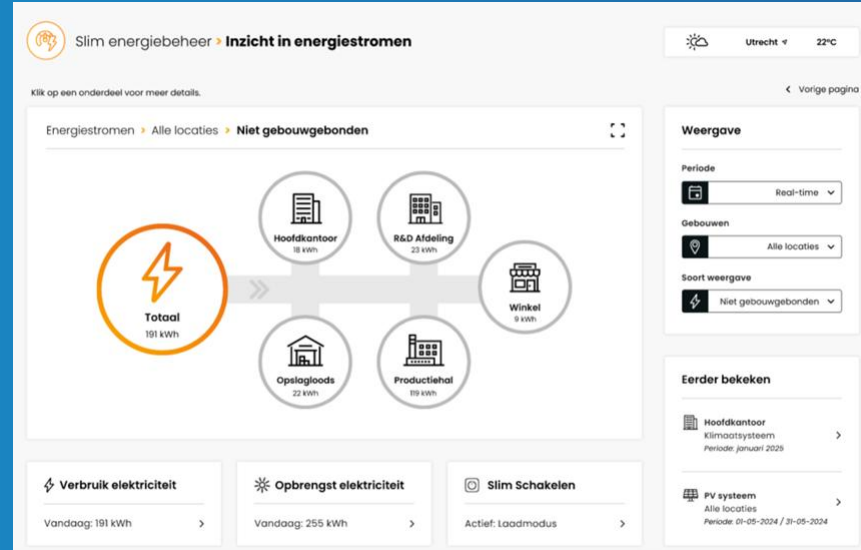 Slim energiebeheer > Inzicht in energiestromen
Utrecht 22°C
Klik op een onderdeel voor meer details.
< Vorige pagina
Energiestromen > Alle locaties > Niet gebouwgebonden
Hoofdkantoor
18 kWh
R&D Afdeling
23 kWh
Totaal
191 kWh
Winkel
9 kWh
Opslagloods
22 kWh
Productiehal
119 kWh
Weergave
Periode
Real-time
Gebouwen
Alle locaties
Soort weergave
Niet gebouwgebonden
Eerder bekeken
Hoofdkantoor
Klimaatsysteem
Periode: januari 2025
PV systeem
Alle locaties
Periode: 01-05-2024 / 31-05-2024
Verbruik elektriciteit
Vandaag: 191 kWh
Opbrengst elektriciteit
Vandaag: 255 kWh
Slim Schakelen
Actief: Laadmodus